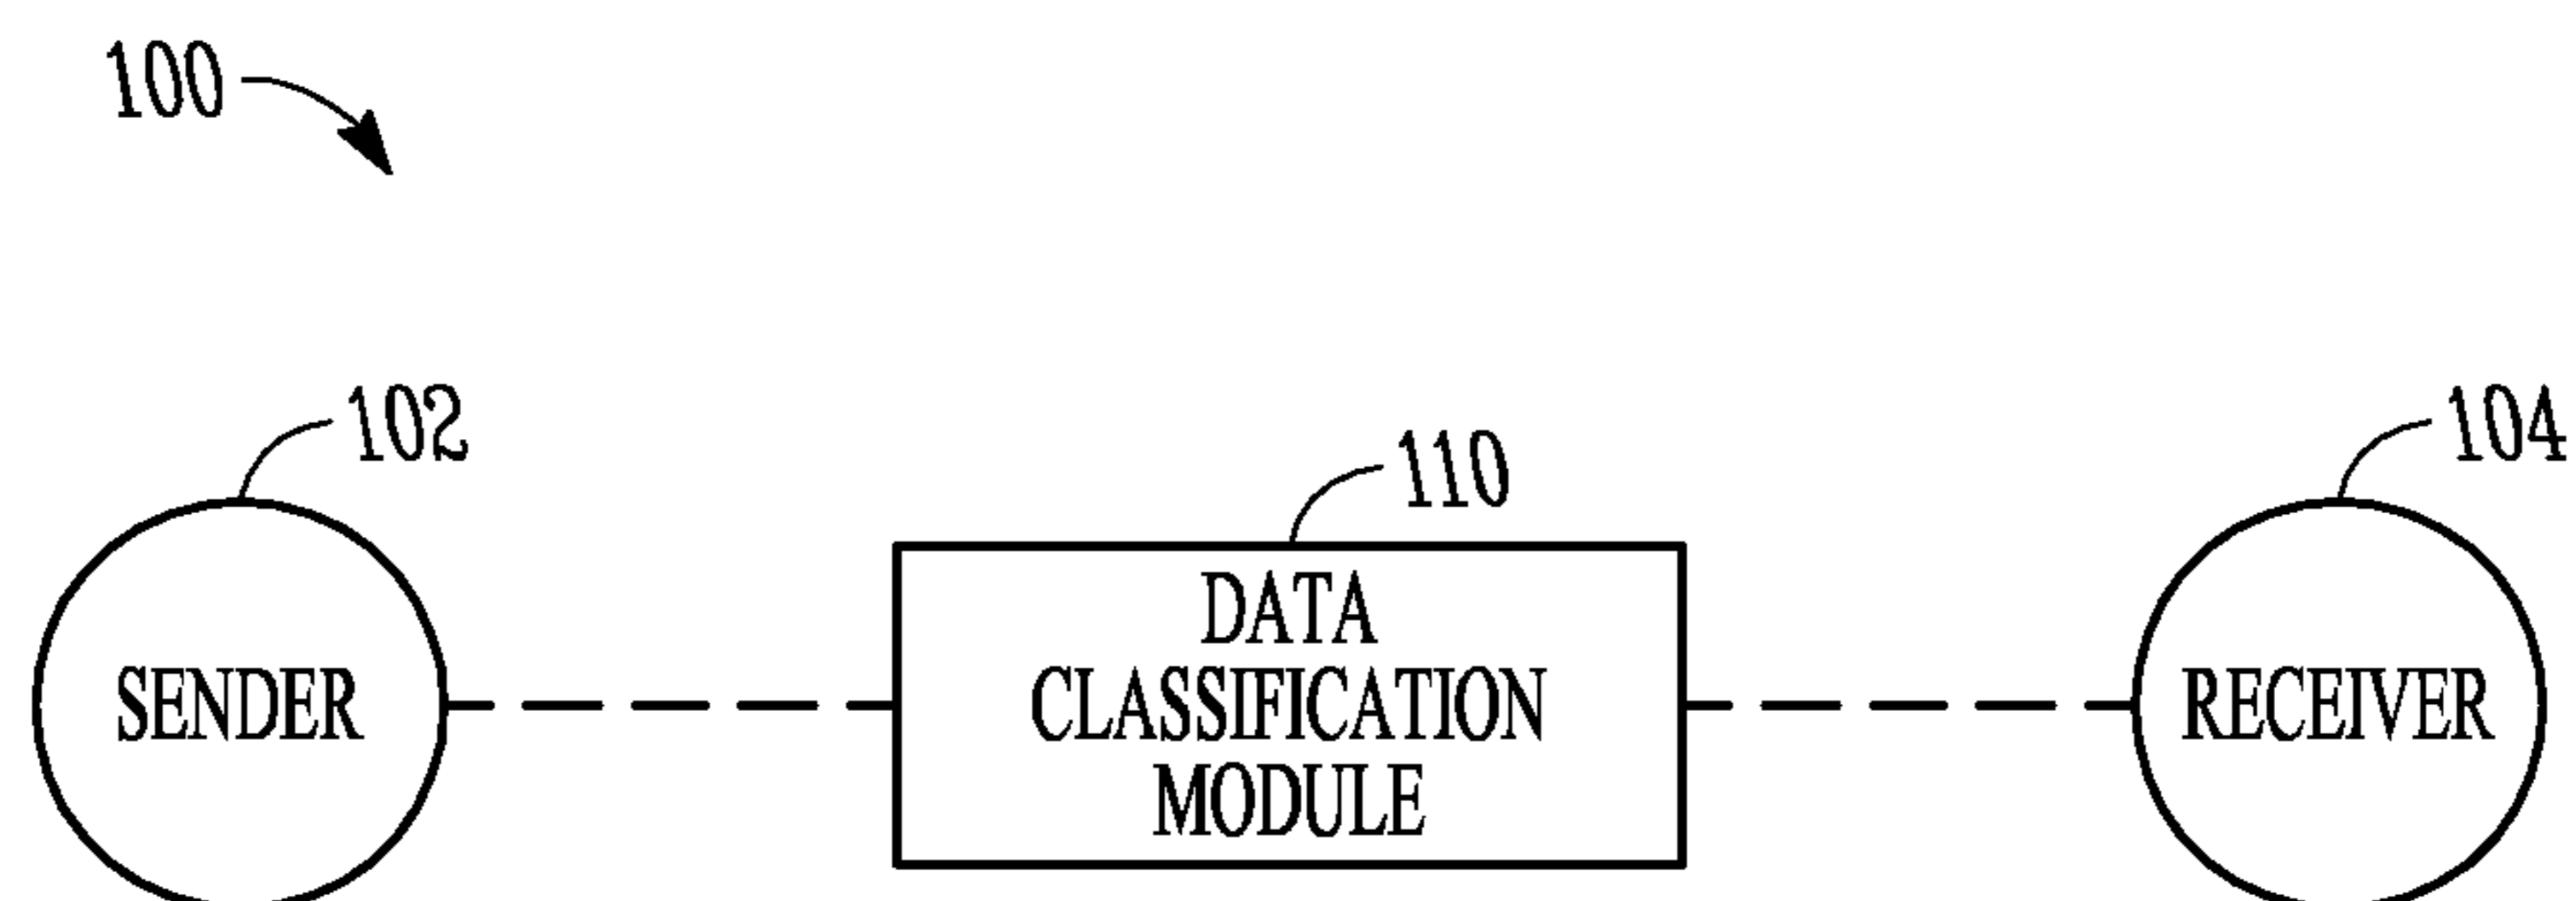 100
102
110
104
SENDER
DATA
CLASSIFICATION
MODULE
RECEIVER